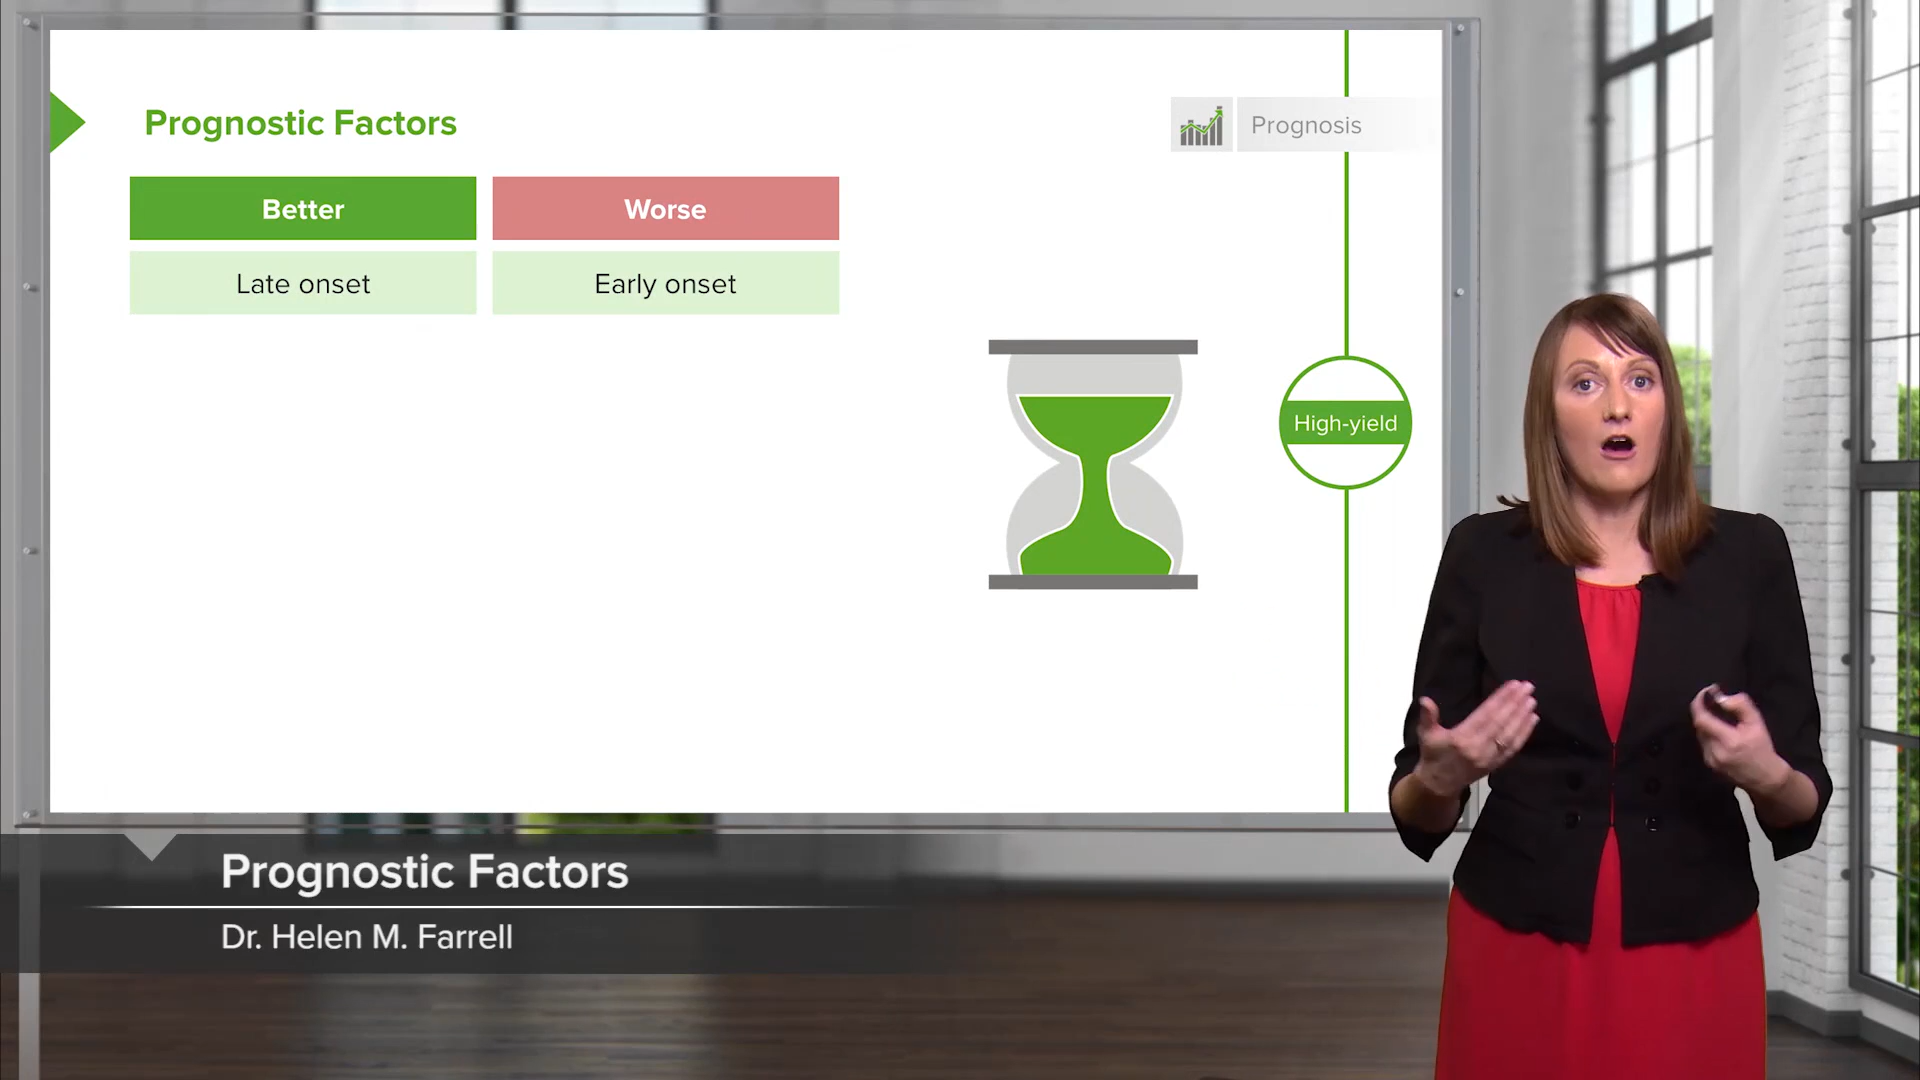 Prognostic Factors
Prognosis
Better
Worse
Late onset
Early onset
High-yield
Prognostic Factors
Dr. Helen M. Farrell